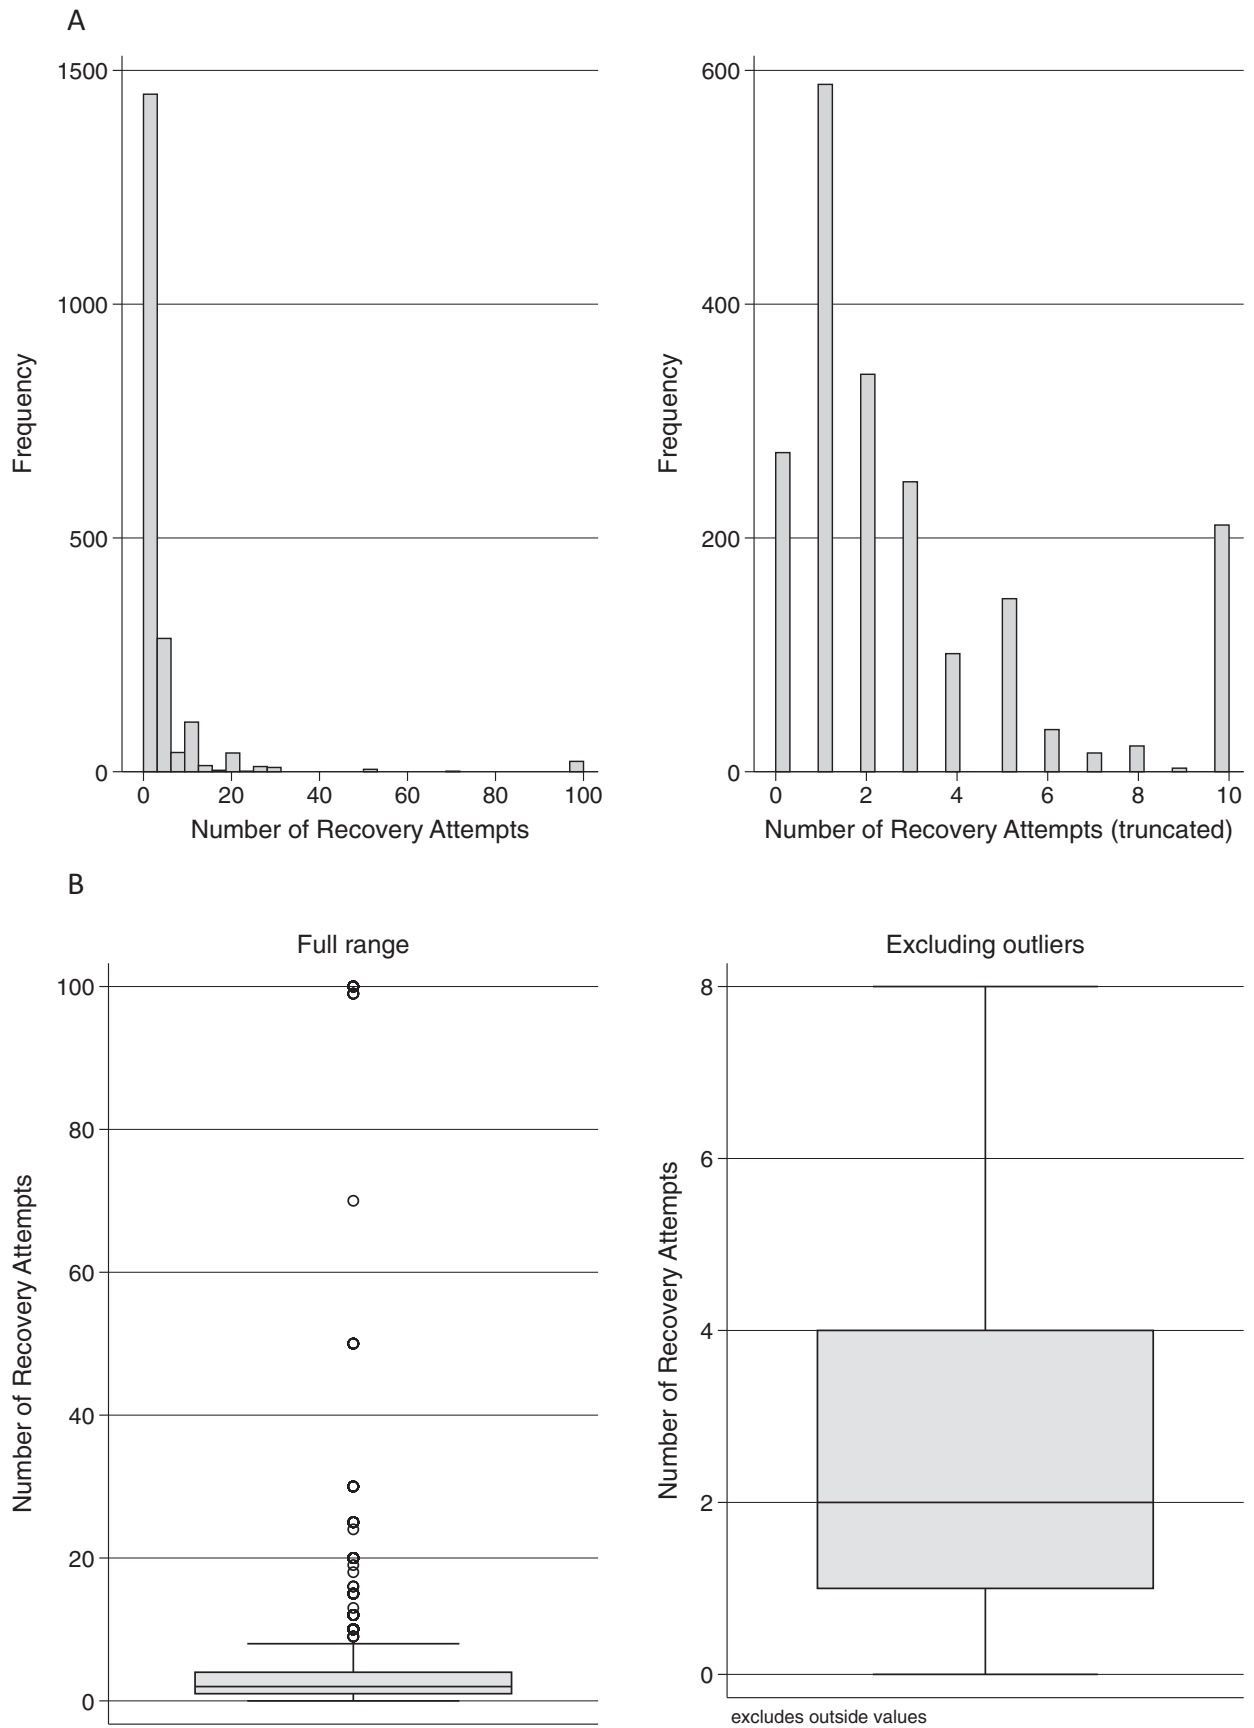 A
1500
1000
500
0
Frequency
0 20 40 60 80 100
Number of Recovery Attempts
600
400
200
0
Frequency
0 2 4 6 8 10
Number of Recovery Attempts (truncated)
B
Full range
100
80
60
40
20
0
Number of Recovery Attempts
Excluding outliers
8
6
4
2
0
Number of Recovery Attempts
excludes outside values